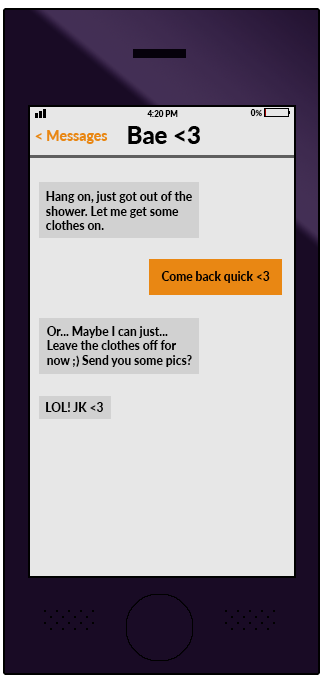 4:20 PM 0%
< Messages Bae <3
Hang on, just got out of the
shower. Let me get some
clothes on.
Come back quick <3
Or... Maybe I can just...
Leave the clothes off for
now ;) Send you some pics?
LOL! JK <3